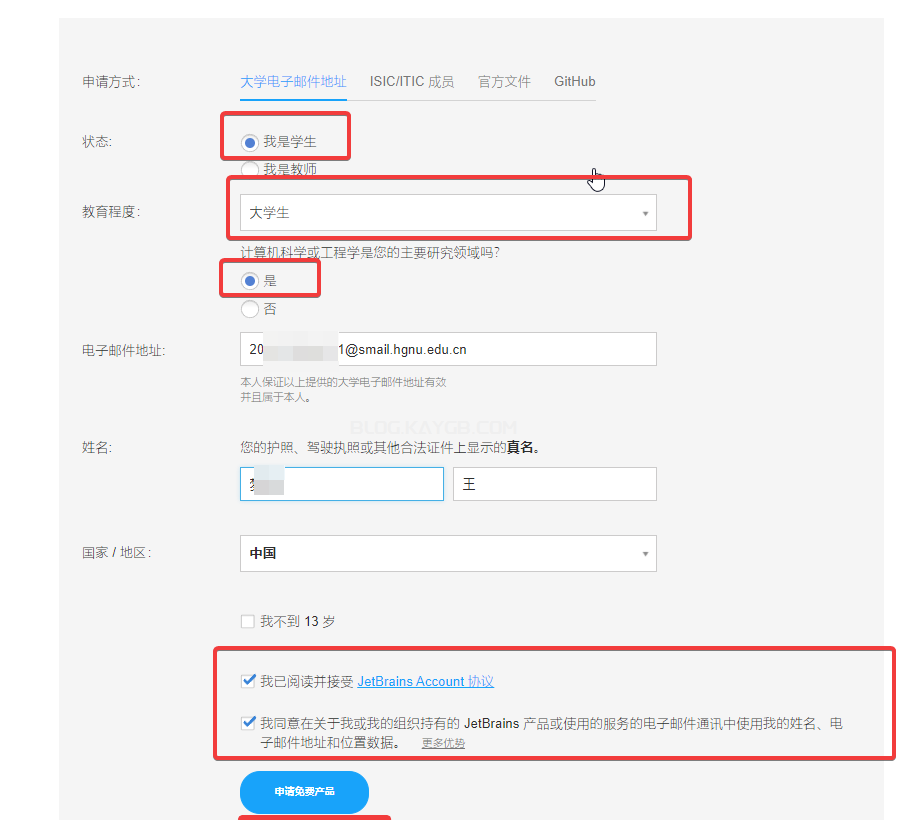 申请方式: 大学电子邮件地址 ISIC/ITIC 成员 官方文件 GitHub
状态: 我是学生
我是教师
教育程度: 大学生
计算机科学或工程学是您的主要研究领域吗?
是
否
电子邮件地址: 20 1@smail.hgnu.edu.cn
本人保证以上提供的大学电子邮件地址有效
并且属于本人。
BLOG.KAYGB.COM
姓名: 您的护照、驾驶执照或其他合法证件上显示的真名。
王
国家 / 地区: 中国
我不到 13 岁
我已阅读并接受 JetBrains Account 协议
我同意在关于我或我的组织持有的 JetBrains 产品或使用的服务的电子邮件通讯中使用我的姓名、电
子邮件地址和位置数据。 更多优势
申请免费产品